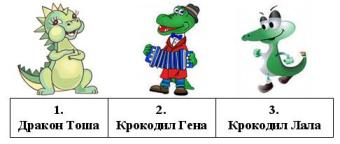 1.
Дракон Тоша
2.
Крокодил Гена
3.
Крокодил Лала